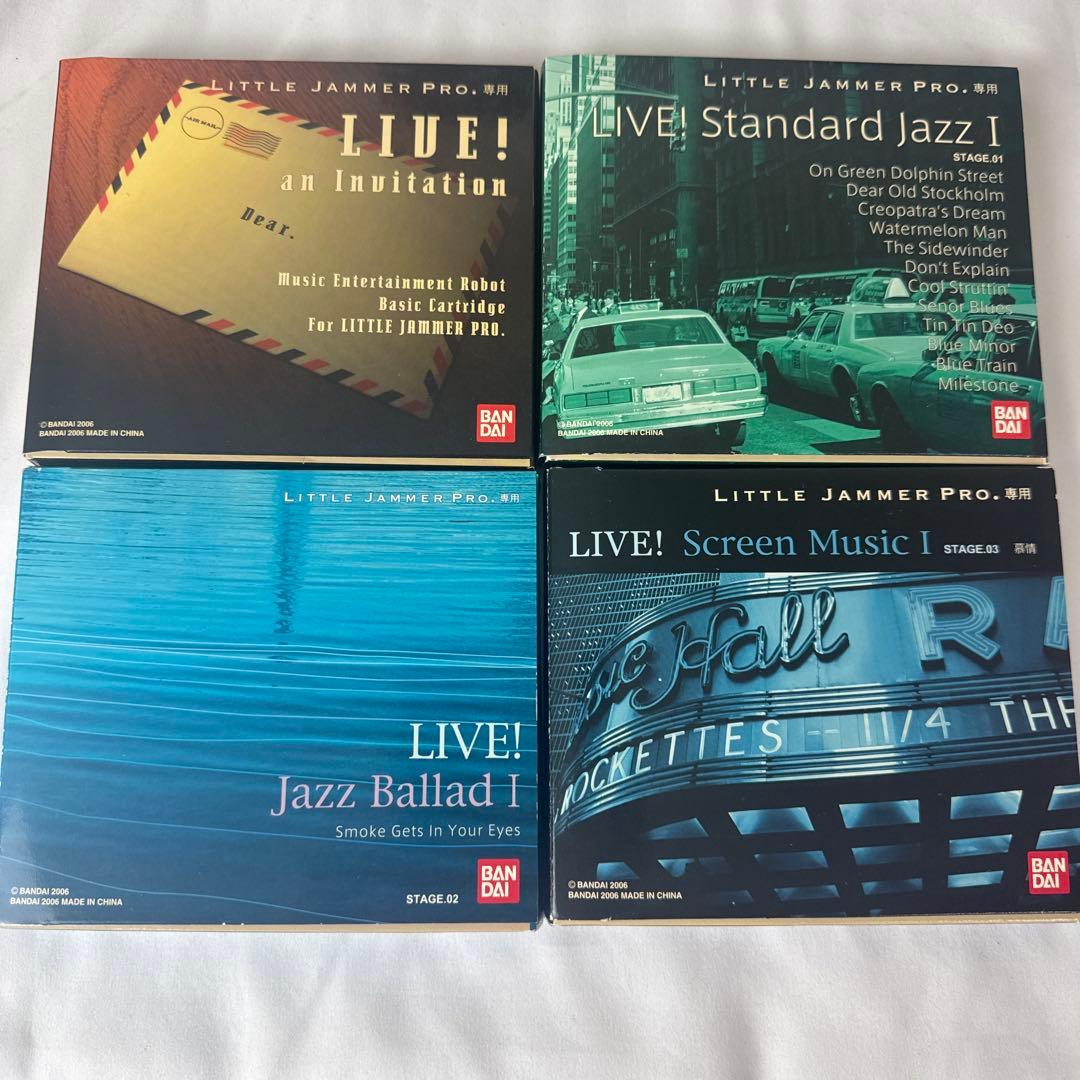 LITTLE JAMMER PRO. 専用
LIVE!
an Invitation
AIR MAIL
Dear.
Music Entertainment Robot
Basic Cartridge
For LITTLE JAMMER PRO.
© BANDAI 2006
BANDAI 2006 MADE IN CHINA
BAN
DAI
LITTLE JAMMER PRO. 専用
LIVE! Standard Jazz I
STAGE.01
On Green Dolphin Street
Dear Old Stockholm
Creopatra's Dream
Watermelon Man
The Sidewinder
Don't Explain
Cool Struttin'
Senor Blues
Tin Tin Deo
Blue Minor
Blue Train
Milestone
© BANDAI 2006
BANDAI 2006 MADE IN CHINA
BAN
DAI
LITTLE JAMMER PRO. 専用
LIVE!
Jazz Ballad I
Smoke Gets In Your Eyes
© BANDAI 2006
BANDAI 2006 MADE IN CHINA
STAGE.02
BAN
DAI
LITTLE JAMMER PRO. 専用
LIVE! Screen Music I STAGE.03 慕情
sic Hall R
OCKETTES -- 11/4 THR
© BANDAI 2006
BANDAI 2006 MADE IN CHINA
BAN
DAI